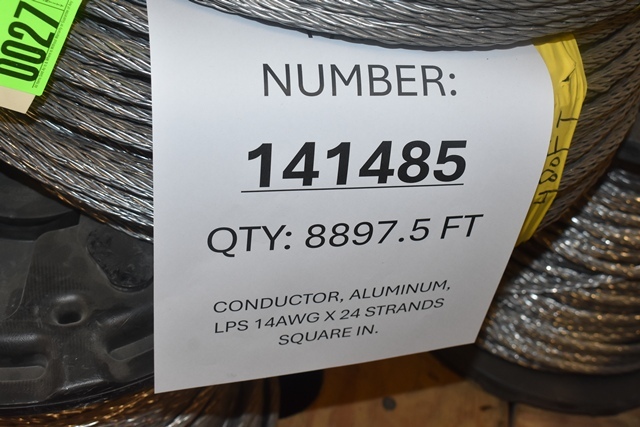 0027
NUMBER:
141485
QTY: 8897.5 FT
CONDUCTOR, ALUMINUM,
LPS 14AWG X 24 STRANDS
SQUARE IN.